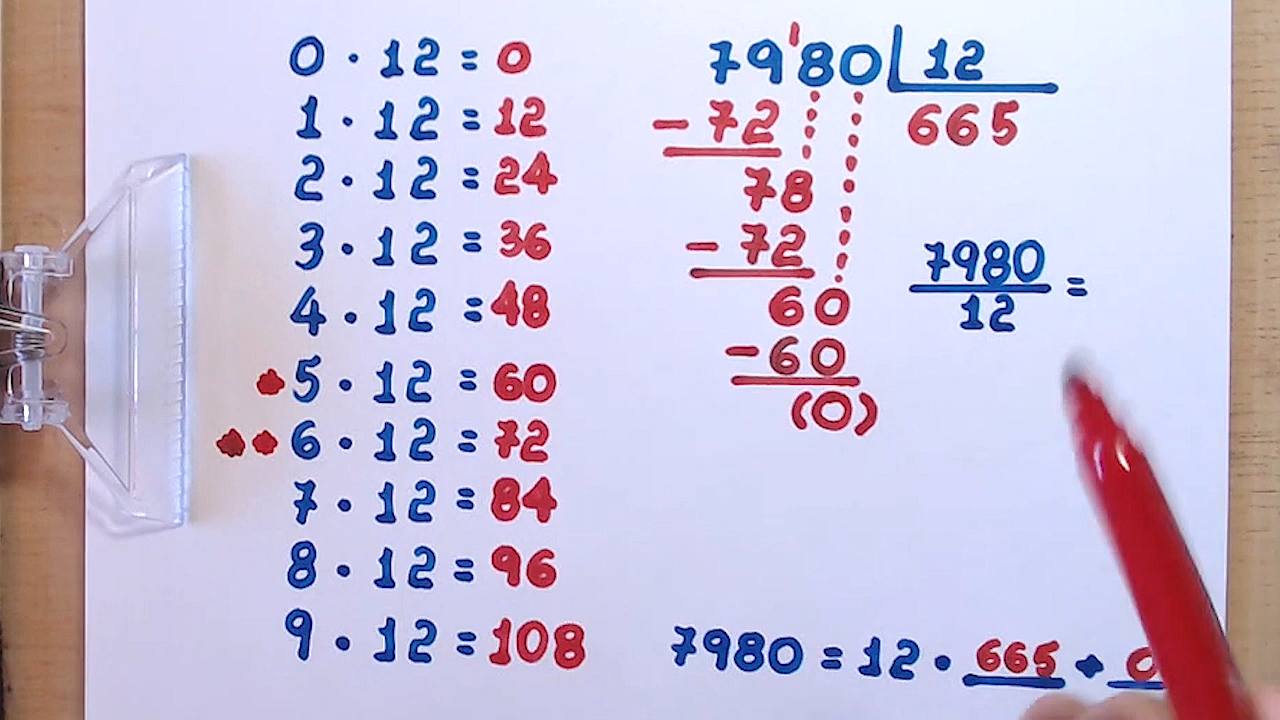 0 · 12 = 0
1 · 12 = 12
2 · 12 = 24
3 · 12 = 36
4 · 12 = 48
5 · 12 = 60
6 · 12 = 72
7 · 12 = 84
8 · 12 = 96
9 · 12 = 108
79'80 12
- 72 665
78
- 72
60
- 60
(0)
7980
12 =
7980 = 12 · 665 + 0